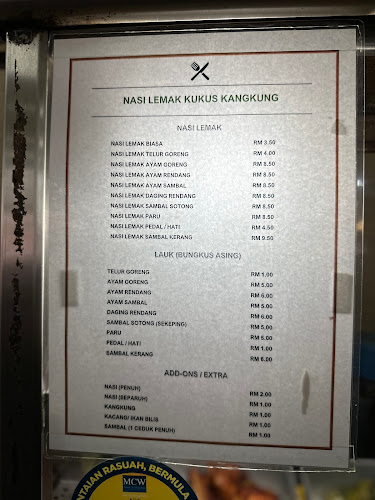 NASI LEMAK KUKUS KANGKUNG
NASI LEMAK
NASI LEMAK BIASA RM 3.50
NASI LEMAK TELUR GORENG RM 4.00
NASI LEMAK AYAM GORENG RM 8.50
NASI LEMAK AYAM RENDANG RM 8.50
NASI LEMAK AYAM SAMBAL RM 8.50
NASI LEMAK DAGING RENDANG RM 8.50
NASI LEMAK SAMBAL SOTONG RM 8.50
NASI LEMAK PARU RM 8.50
NASI LEMAK PEDAL / HATI RM 4.50
NASI LEMAK SAMBAL KERANG RM 9.50
LAUK (BUNGKUS ASING)
TELUR GORENG RM 1.00
AYAM GORENG RM 5.00
AYAM RENDANG RM 6.00
AYAM SAMBAL RM 5.00
DAGING RENDANG RM 6.00
SAMBAL SOTONG (SEKEPING) RM 5.00
PARU RM 5.00
PEDAL / HATI RM 1.00
SAMBAL KERANG RM 6.00
ADD-ONS / EXTRA
NASI (PENUH) RM 2.00
NASI (SEPARUH) RM 1.00
KANGKUNG RM 1.00
KACANG/ IKAN BILIS RM 1.00
SAMBAL (1 CEDUK PENUH) RM 1.00
NTAIAN RASUAH, BERMULA
MCW